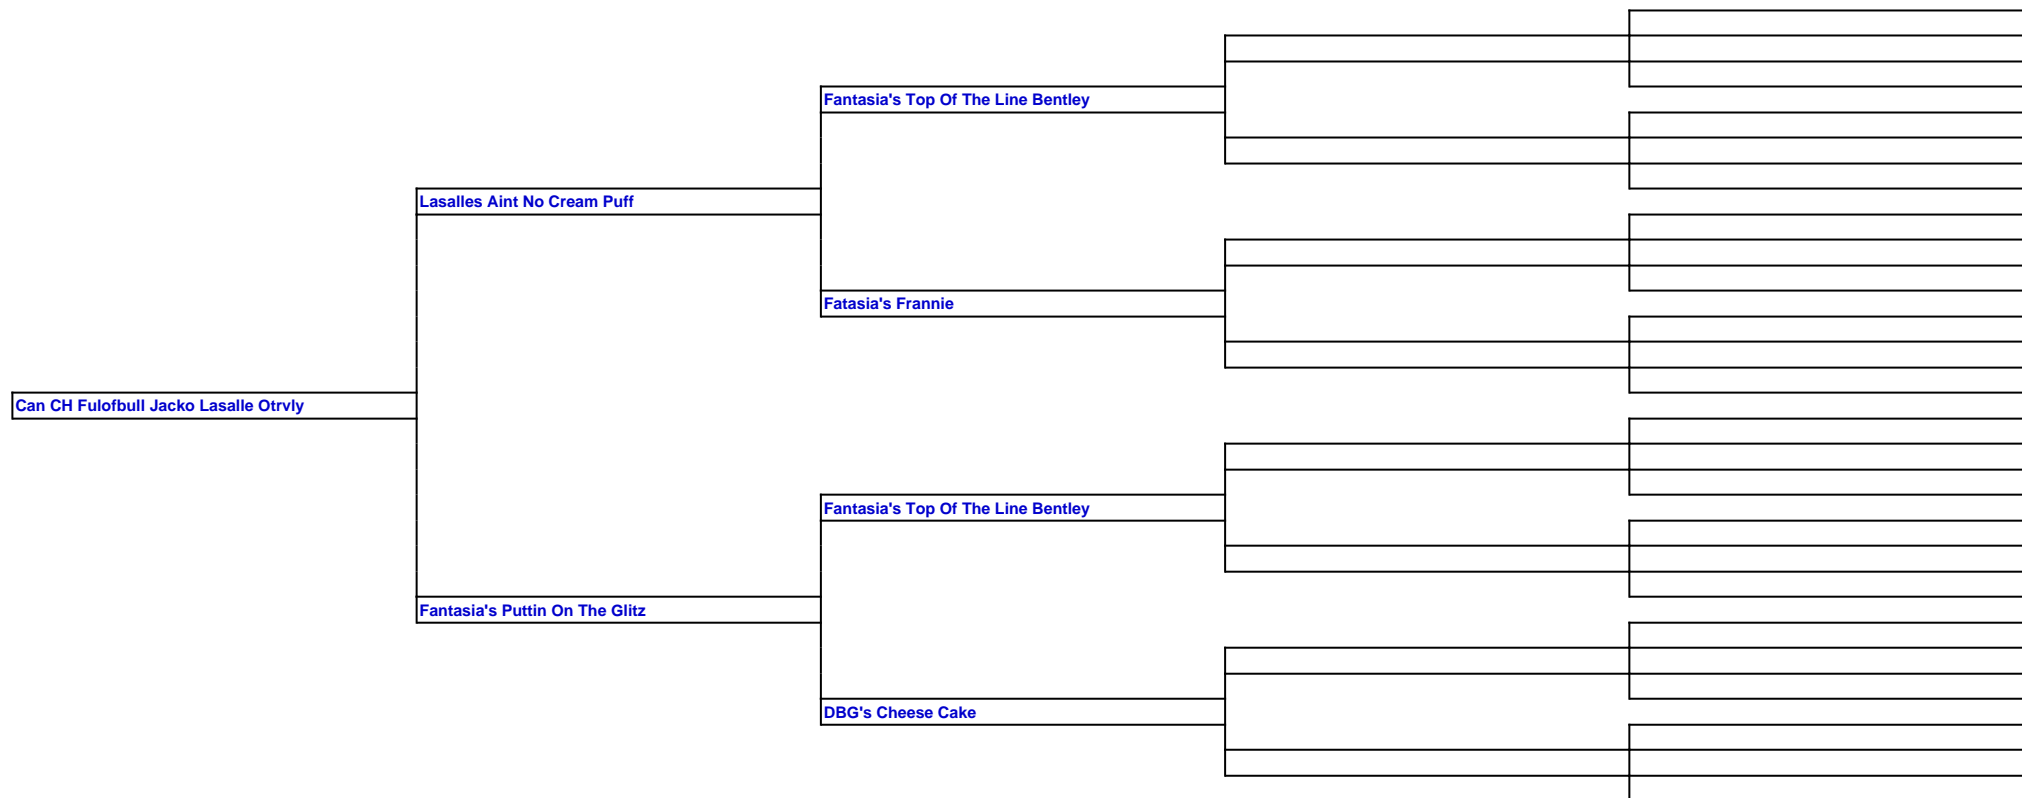 Fantasia's Top Of The Line Bentley
Lasalles Aint No Cream Puff
Fatasia's Frannie
Can CH Fulofbull Jacko Lasalle Otrvly
Fantasia's Top Of The Line Bentley
Fantasia's Puttin On The Glitz
DBG's Cheese Cake